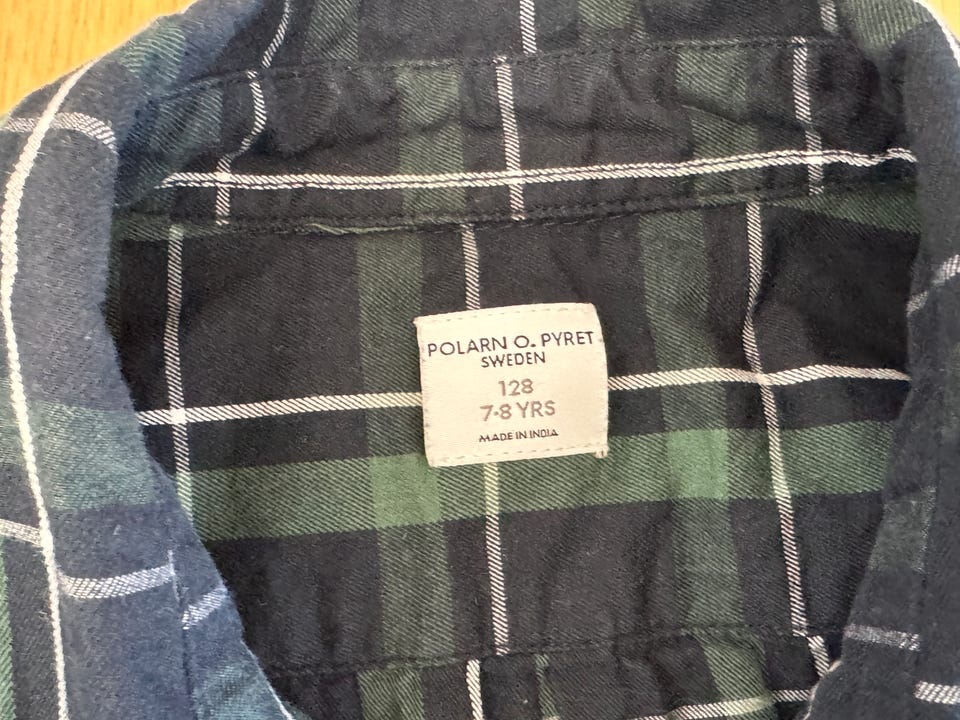 POLARN O. PYRET
SWEDEN
128
7-8 YRS
MADE IN INDIA